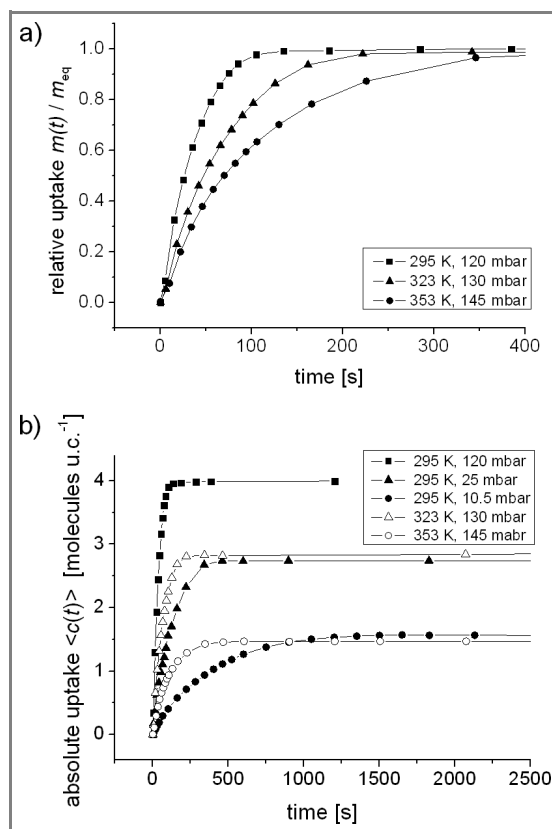 a)
relative uptake m(t) / m_eq
1.0
0.8
0.6
0.4
0.2
0.0
295 K, 120 mbar
323 K, 130 mbar
353 K, 145 mbar
0 100 200 300 400
time [s]
b)
absolute uptake <c(t)> [molecules u.c.⁻¹]
4
3
2
1
0
295 K, 120 mbar
295 K, 25 mbar
295 K, 10.5 mbar
323 K, 130 mbar
353 K, 145 mabr
0 500 1000 1500 2000 2500
time [s]